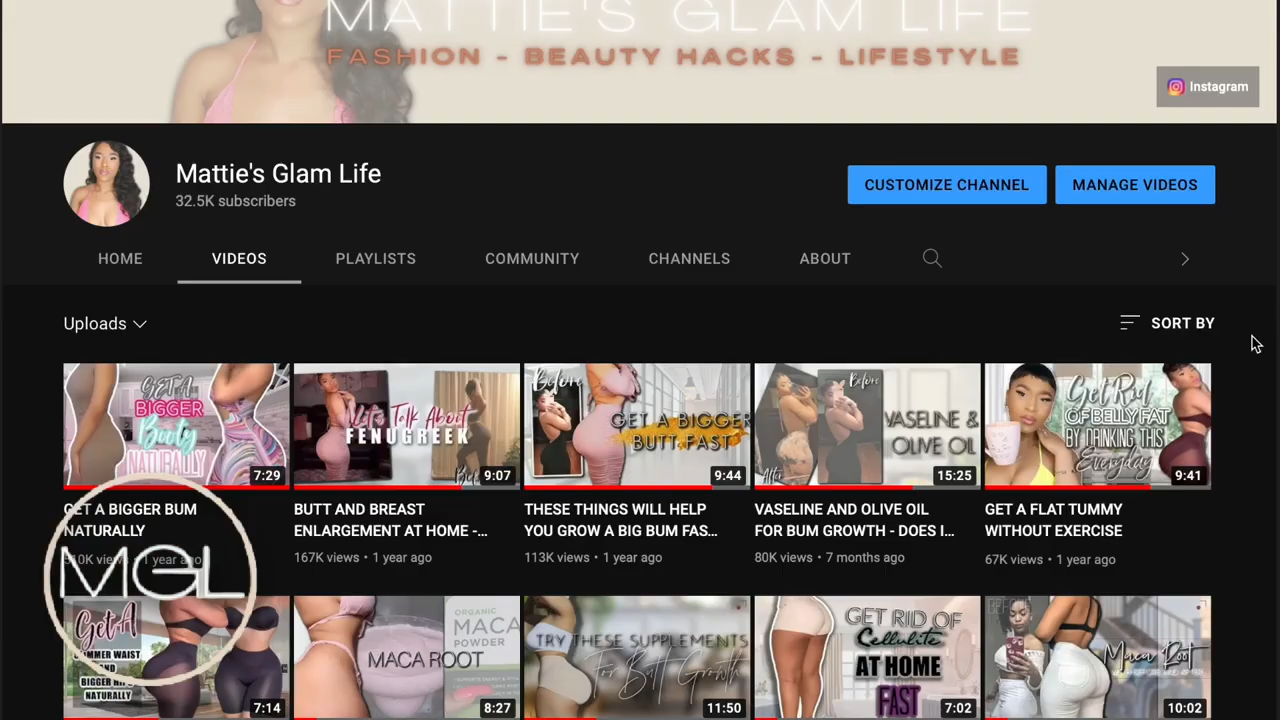 MATTIE'S GLAM LIFE
FASHION - BEAUTY HACKS - LIFESTYLE
Instagram
Mattie's Glam Life
32.5K subscribers
CUSTOMIZE CHANNEL
MANAGE VIDEOS
HOME
VIDEOS
PLAYLISTS
COMMUNITY
CHANNELS
ABOUT
Uploads
SORT BY
GET A
BIGGER
Booty
NATURALLY
7:29
Let's Talk About
FENUGREEK
9:07
Before
GET A BIGGER
BUTT FAST
9:44
Before
VASELINE &
OLIVE OIL
After
15:25
Get Rid
OF BELLY FAT
BY DRINKING THIS
Everyday
9:41
GET A BIGGER BUM
NATURALLY
1 year ago
BUTT AND BREAST
ENLARGEMENT AT HOME -...
167K views • 1 year ago
THESE THINGS WILL HELP
YOU GROW A BIG BUM FAS...
113K views • 1 year ago
VASELINE AND OLIVE OIL
FOR BUM GROWTH - DOES I...
80K views • 7 months ago
GET A FLAT TUMMY
WITHOUT EXERCISE
67K views • 1 year ago
MGL
Get A
AND
NATURALLY
7:14
ORGANIC
MACA
POWDER
MACA ROOT
8:27
TRY THESE SUPPLEMENTS
For Butt Growth
11:50
GET RID OF
Cellulite
AT HOME
FAST
7:02
BEFORE
Maca Root
10:02